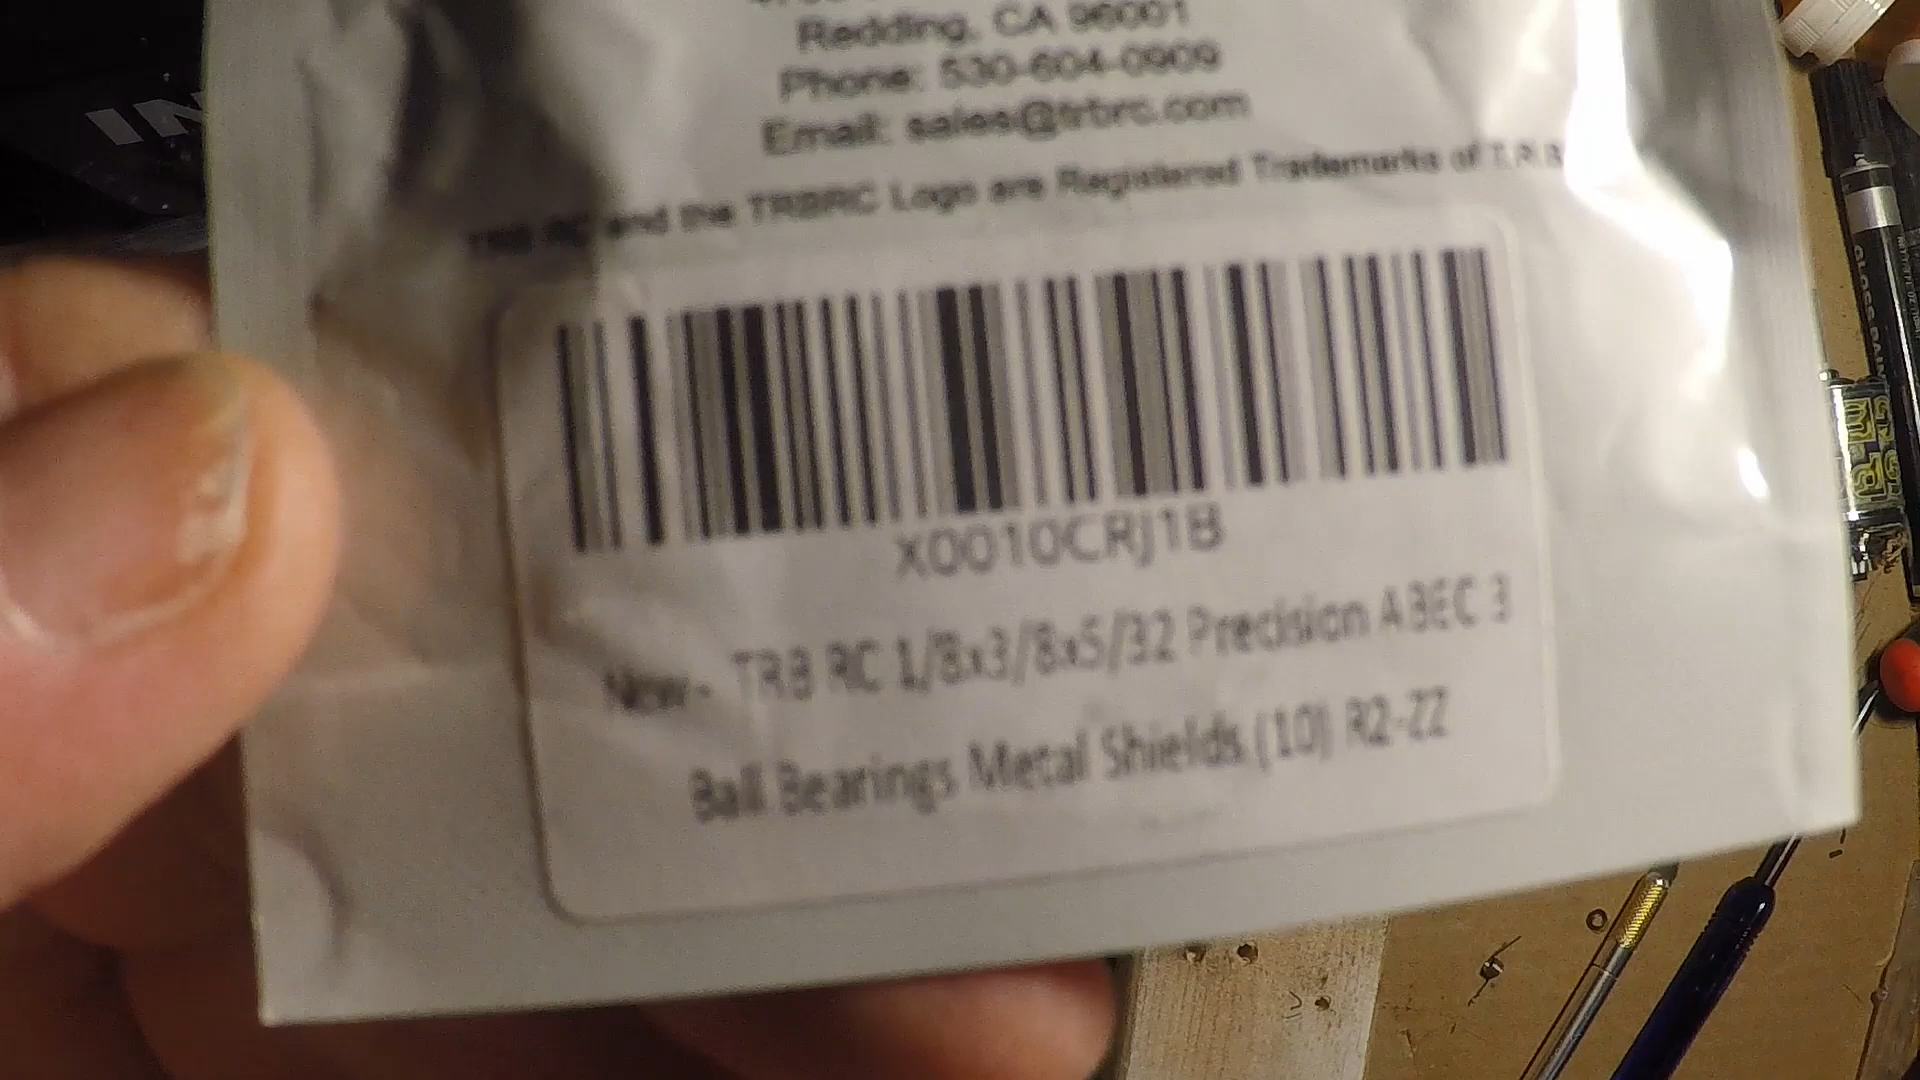 Redding, CA 96001
Phone: 530-604-0909
Email: sales@trbrc.com
TRB RC and the TRBRC Logo are Registered Trademarks of T.R.B
X0010CRJ1B
New - TRB RC 1/8x3/8x5/32 Precision ABEC 3
Ball Bearings Metal Shields (10) R2-ZZ
IN
GLOSS